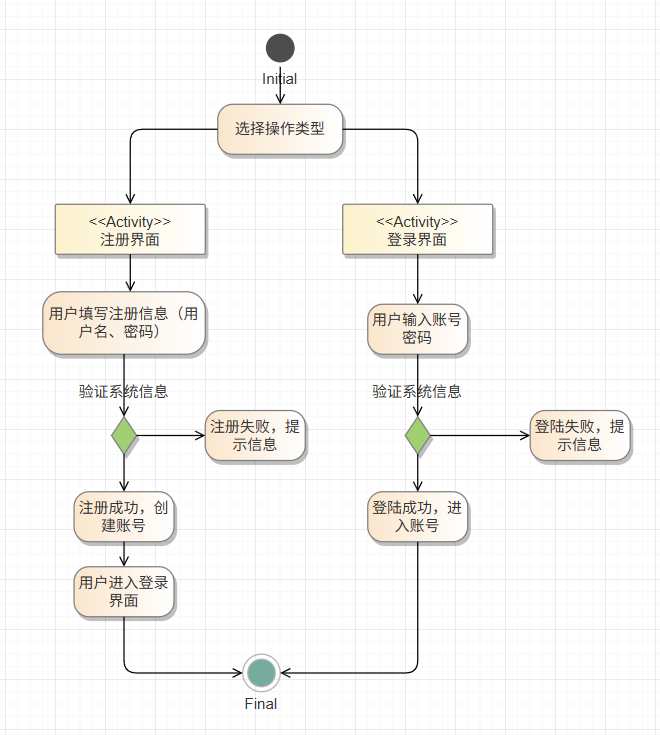 Initial
选择操作类型
<<Activity>>
注册界面
<<Activity>>
登录界面
用户填写注册信息（用
户名、密码）
用户输入账号
密码
验证系统信息
验证系统信息
注册失败，提
示信息
登陆失败，提
示信息
注册成功，创
建账号
登陆成功，进
入账号
用户进入登录
界面
Final